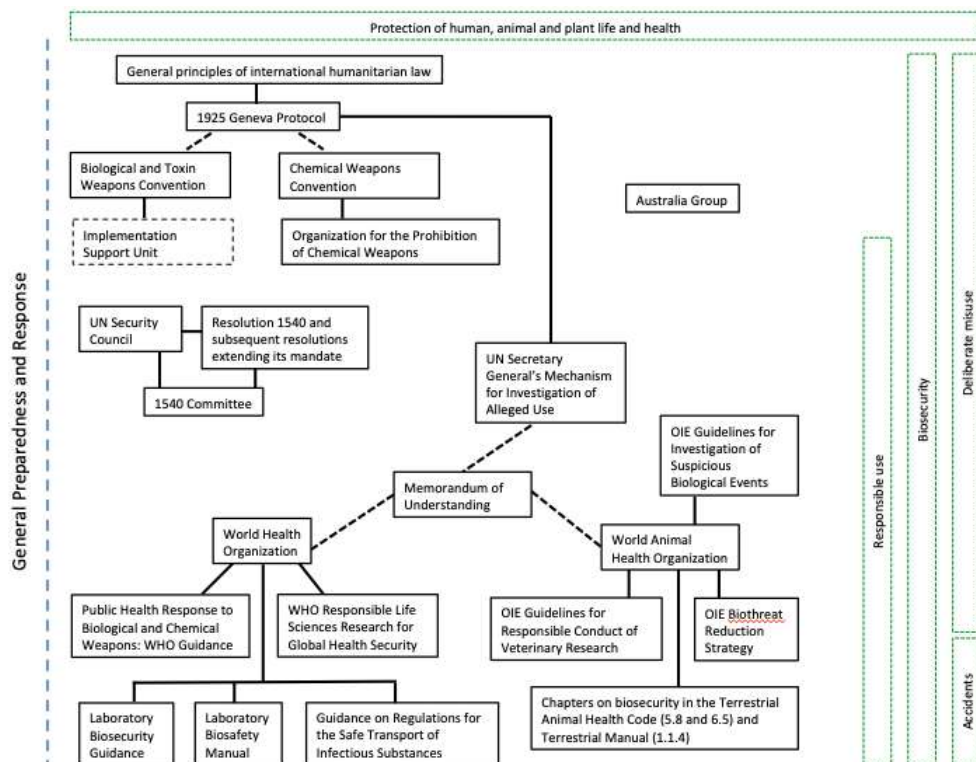 Protection of human, animal and plant life and health
General principles of international humanitarian law
1925 Geneva Protocol
Biological and Toxin
Weapons Convention
Chemical Weapons
Convention
Australia Group
Implementation
Support Unit
Organization for the Prohibition
of Chemical Weapons
General Preparedness and Response
UN Security
Council
Resolution 1540 and
subsequent resolutions
extending its mandate
1540 Committee
UN Secretary
General's Mechanism
for Investigation of
Alleged Use
OIE Guidelines for
Investigation of
Suspicious
Biological Events
Memorandum of
Understanding
World Health
Organization
World Animal
Health Organization
Public Health Response to
Biological and Chemical
Weapons: WHO Guidance
WHO Responsible Life
Sciences Research for
Global Health Security
OIE Guidelines for
Responsible Conduct of
Veterinary Research
OIE Biothreat
Reduction
Strategy
Laboratory
Biosecurity
Guidance
Laboratory
Biosafety
Manual
Guidance on Regulations for
the Safe Transport of
Infectious Substances
Chapters on biosecurity in the Terrestrial
Animal Health Code (5.8 and 6.5) and
Terrestrial Manual (1.1.4)
Responsible use
Biosecurity
Deliberate misuse
Accidents